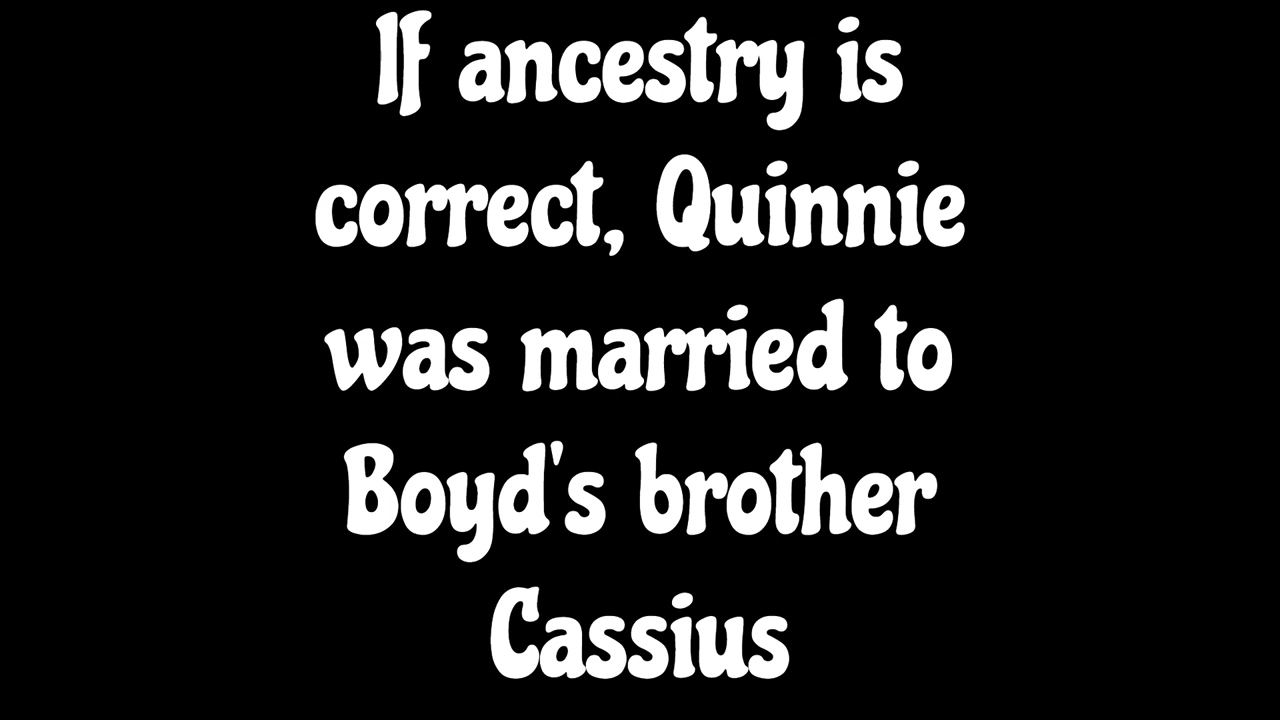 If ancestry is
correct, Quinnie
was married to
Boyd's brother
Cassius